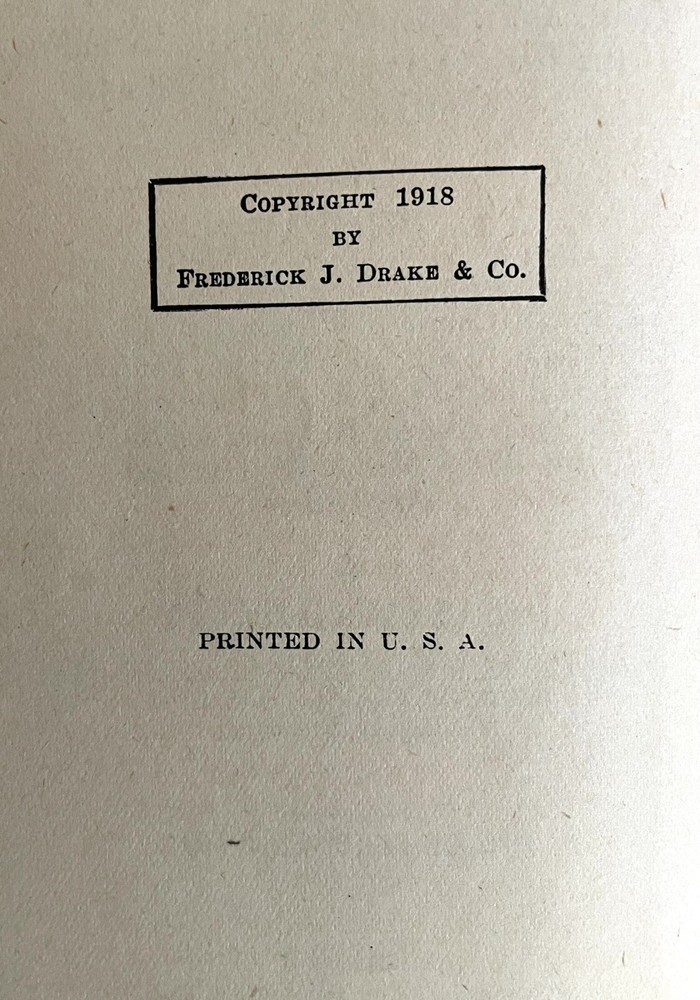 COPYRIGHT 1918
BY
FREDERICK J. DRAKE & CO.
PRINTED IN U. S. A.